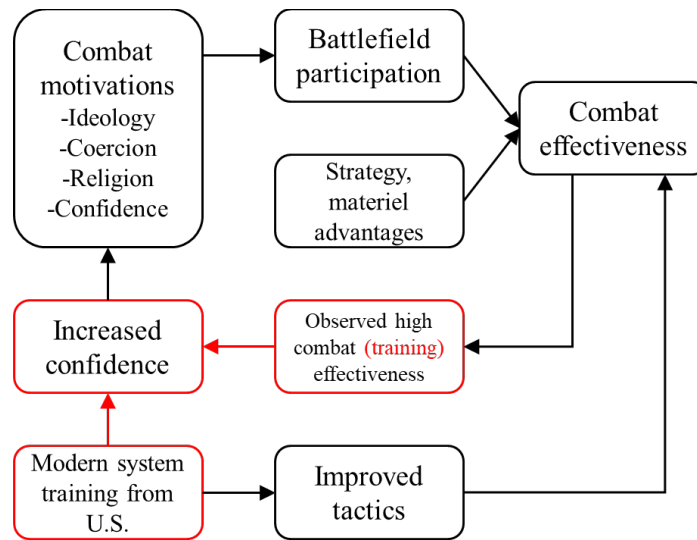 Combat
motivations
-Ideology
-Coercion
-Religion
-Confidence
Battlefield
participation
Strategy,
materiel
advantages
Combat
effectiveness
Increased
confidence
Observed high
combat (training)
effectiveness
Modern system
training from
U.S.
Improved
tactics